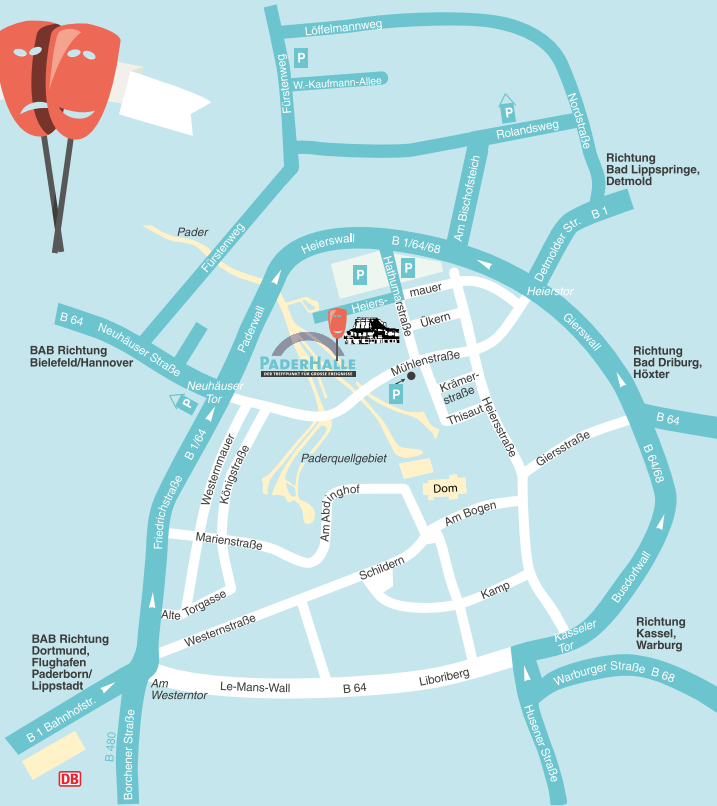 Löffelmannweg
P
W.-Kaufmann-Allee
Fürstenweg
Nordstraße
P
Rolandsweg
Richtung
Bad Lippspringe,
Detmold
Am Bischofsteich
Detmolder Str.
B 1
Pader
Fürstenweg
Heierswall
B 1/64/68
P
P
Hathumarstraße
Heiers-
mauer
Heierstor
Gierswall
B 64
Neuhäuser Straße
Paderwall
Ükern
BAB Richtung
Bielefeld/Hannover
PADERHALLE
DER TREFFPUNKT FÜR GROSSE EREIGNISSE
Mühlenstraße
Richtung
Bad Driburg,
Höxter
Neuhäuser
Tor
P
P
Krämer-
straße
Thisaut
Heiersstraße
B 64
B 1/64
Westernmauer
Königstraße
Paderquellgebiet
Giersstraße
B 64/68
Dom
Friedrichstraße
Am Abdinghof
Am Bogen
Marienstraße
Schildern
Kamp
Busdorfwall
Alte Torgasse
Westernstraße
BAB Richtung
Dortmund,
Flughafen
Paderborn/
Lippstadt
Kasseler
Tor
Richtung
Kassel,
Warburg
Am
Westerntor
Le-Mans-Wall
B 64
Liboriberg
Warburger Straße B 68
B 1 Bahnhofstr.
B 480
Borchener Straße
Husener Straße
DB